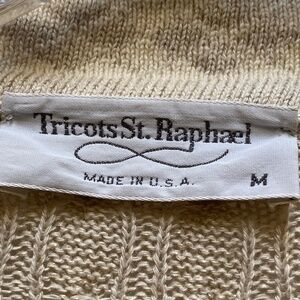 Tricots St. Raphael
MADE IN U.S.A. M